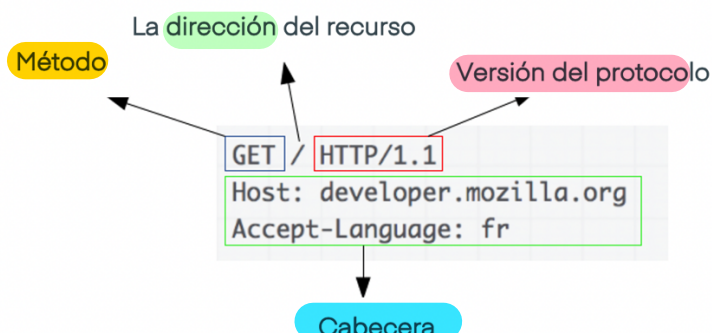 La dirección del recurso
Método
Versión del protocolo
GET / HTTP/1.1
Host: developer.mozilla.org
Accept-Language: fr
Cabecera